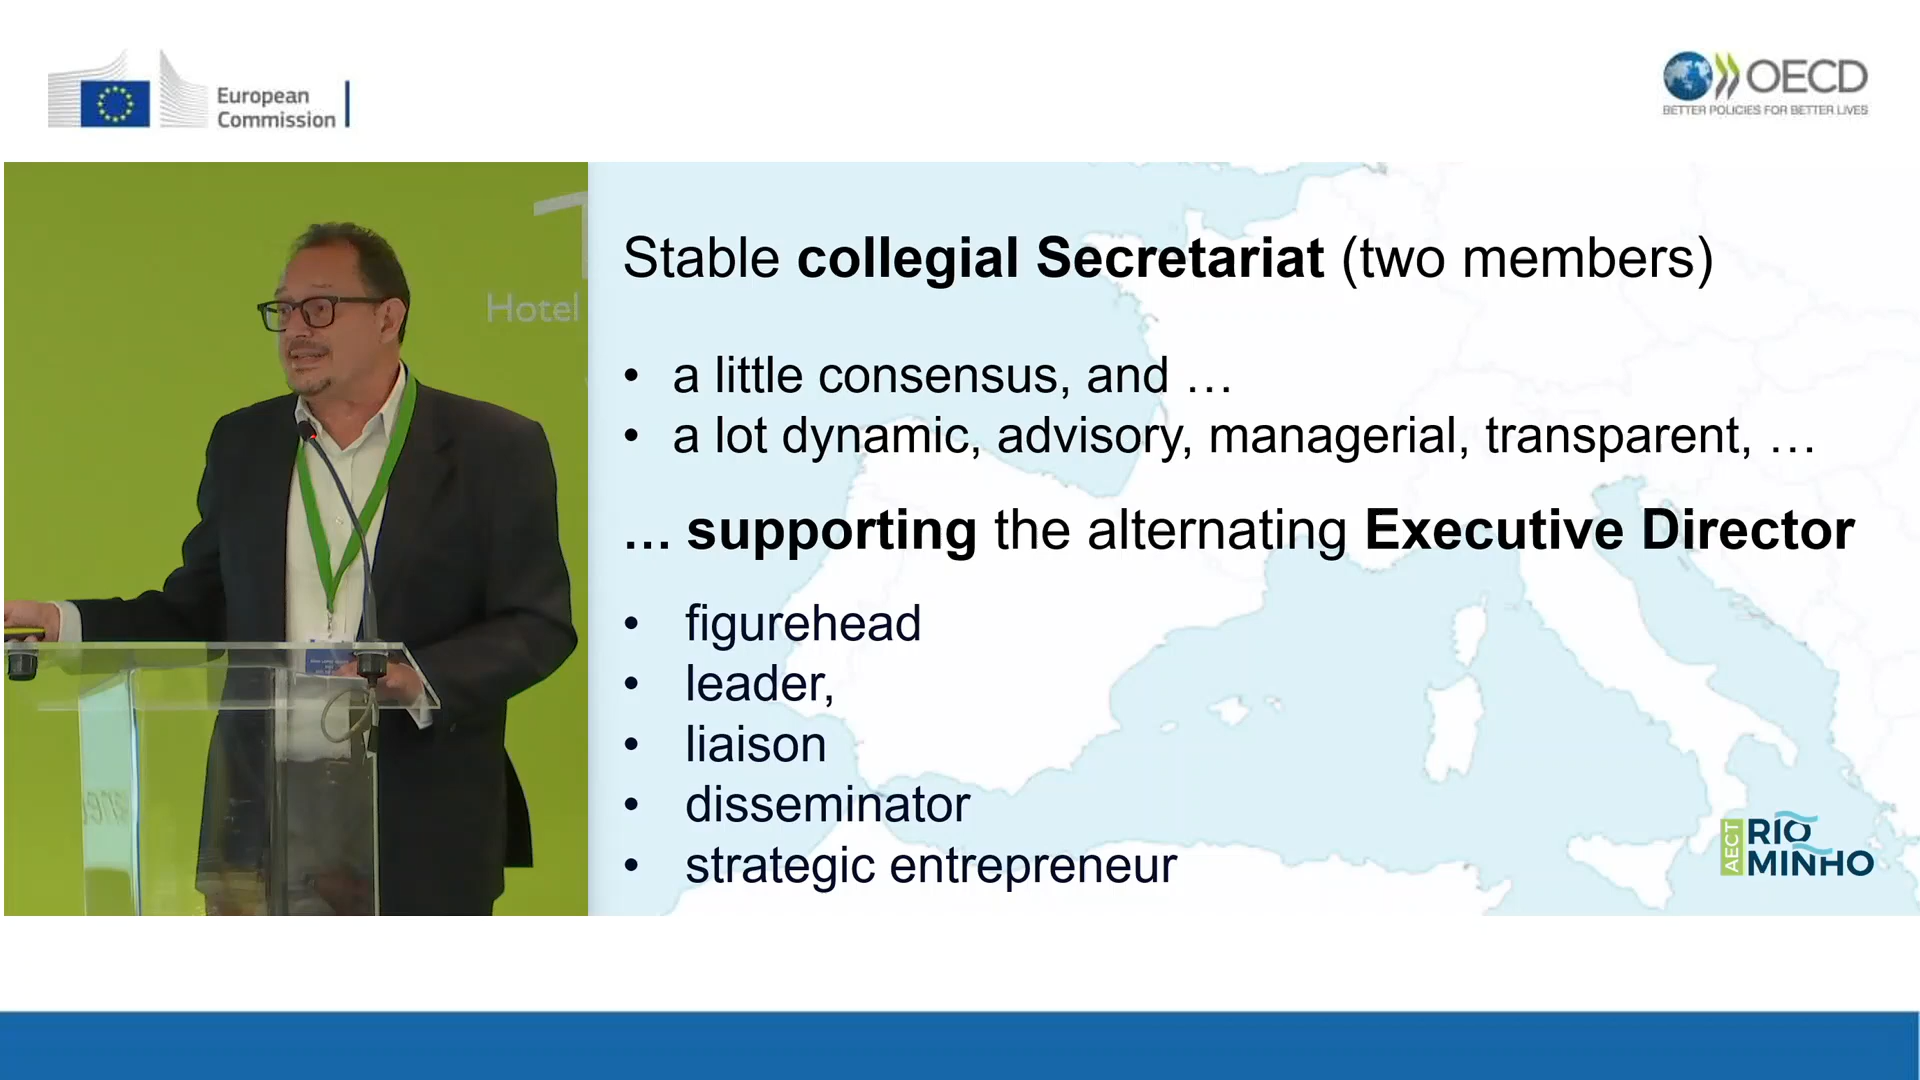 European
Commission
OECD
BETTER POLICIES FOR BETTER LIVES
Hotel
Stable collegial Secretariat (two members)
• a little consensus, and …
• a lot dynamic, advisory, managerial, transparent, …
... supporting the alternating Executive Director
• figurehead
• leader,
• liaison
• disseminator
• strategic entrepreneur
AECT
RIO
MINHO